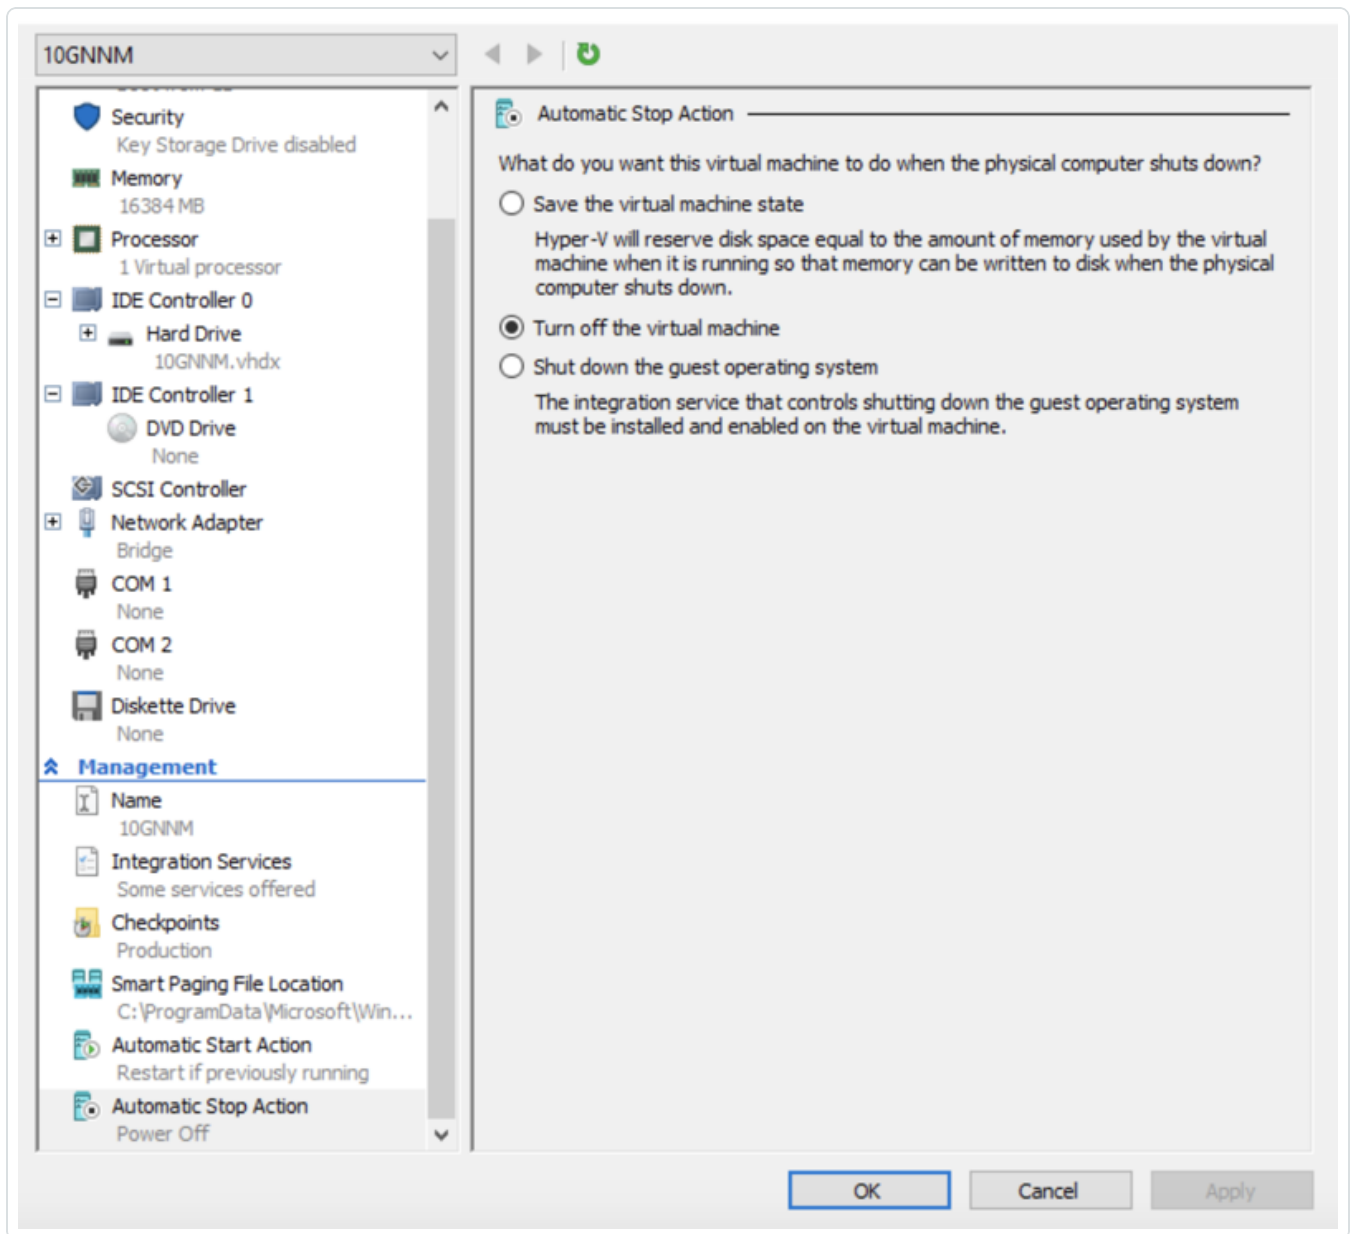 10GNNM
Security
Key Storage Drive disabled
Memory
16384 MB
Processor
1 Virtual processor
IDE Controller 0
Hard Drive
10GNNM.vhdx
IDE Controller 1
DVD Drive
None
SCSI Controller
Network Adapter
Bridge
COM 1
None
COM 2
None
Diskette Drive
None
Management
Name
10GNNM
Integration Services
Some services offered
Checkpoints
Production
Smart Paging File Location
C:\ProgramData\Microsoft\Win...
Automatic Start Action
Restart if previously running
Automatic Stop Action
Power Off
Automatic Stop Action
What do you want this virtual machine to do when the physical computer shuts down?
Save the virtual machine state
Hyper-V will reserve disk space equal to the amount of memory used by the virtual
machine when it is running so that memory can be written to disk when the physical
computer shuts down.
Turn off the virtual machine
Shut down the guest operating system
The integration service that controls shutting down the guest operating system
must be installed and enabled on the virtual machine.
OK
Cancel
Apply